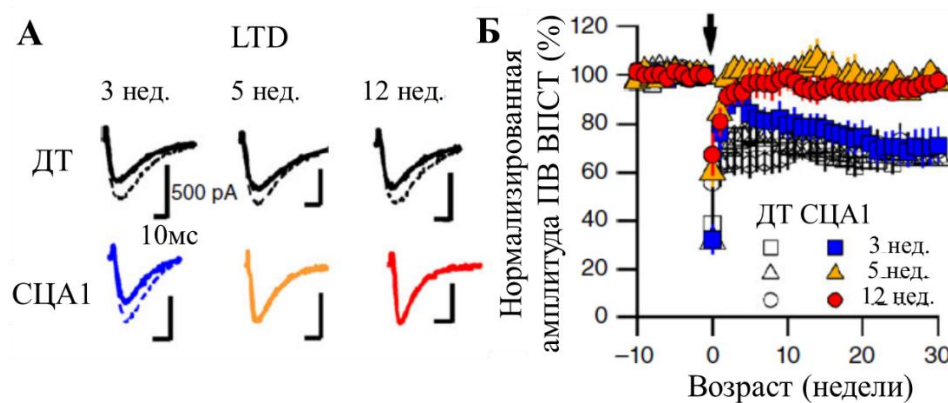 А LTD
3 нед. 5 нед. 12 нед.
ДТ
500 pA
10мс
СЦА1
Б
Нормализированная
амплитуда ПВ ВПСТ (%)
120
100
80
60
40
20
0
ДТ СЦА1
3 нед.
5 нед.
12 нед.
−10 0 10 20 30
Возраст (недели)